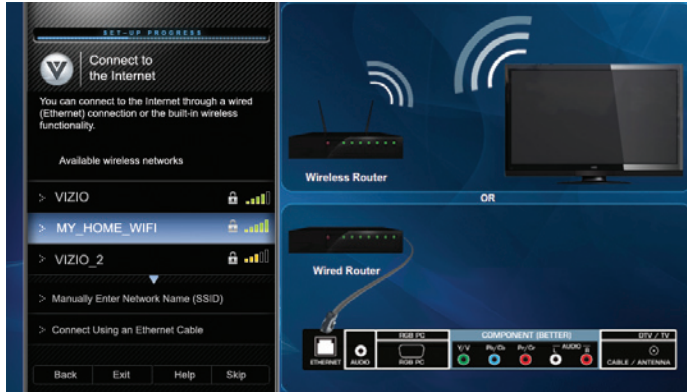 SET-UP PROGRESS
Connect to
the Internet
You can connect to the Internet through a wired
(Ethernet) connection or the built-in wireless
functionality.
Available wireless networks
> VIZIO
> MY_HOME_WIFI
> VIZIO_2
> Manually Enter Network Name (SSID)
> Connect Using an Ethernet Cable
Back Exit Help Skip
Wireless Router
OR
Wired Router
RGB PC COMPONENT (BETTER) DTV / TV
Y/V Pb/Cb Pr/Cr L AUDIO R
ETHERNET AUDIO RGB PC CABLE / ANTENNA